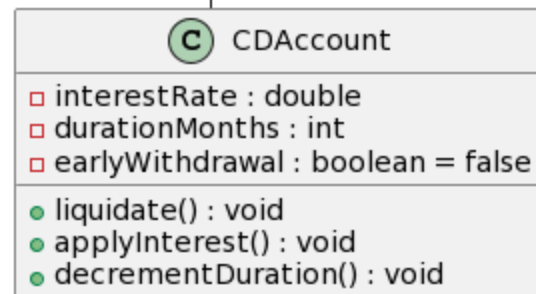 C CDAccount
interestRate : double
durationMonths : int
earlyWithdrawal : boolean = false
liquidate() : void
applyInterest() : void
decrementDuration() : void